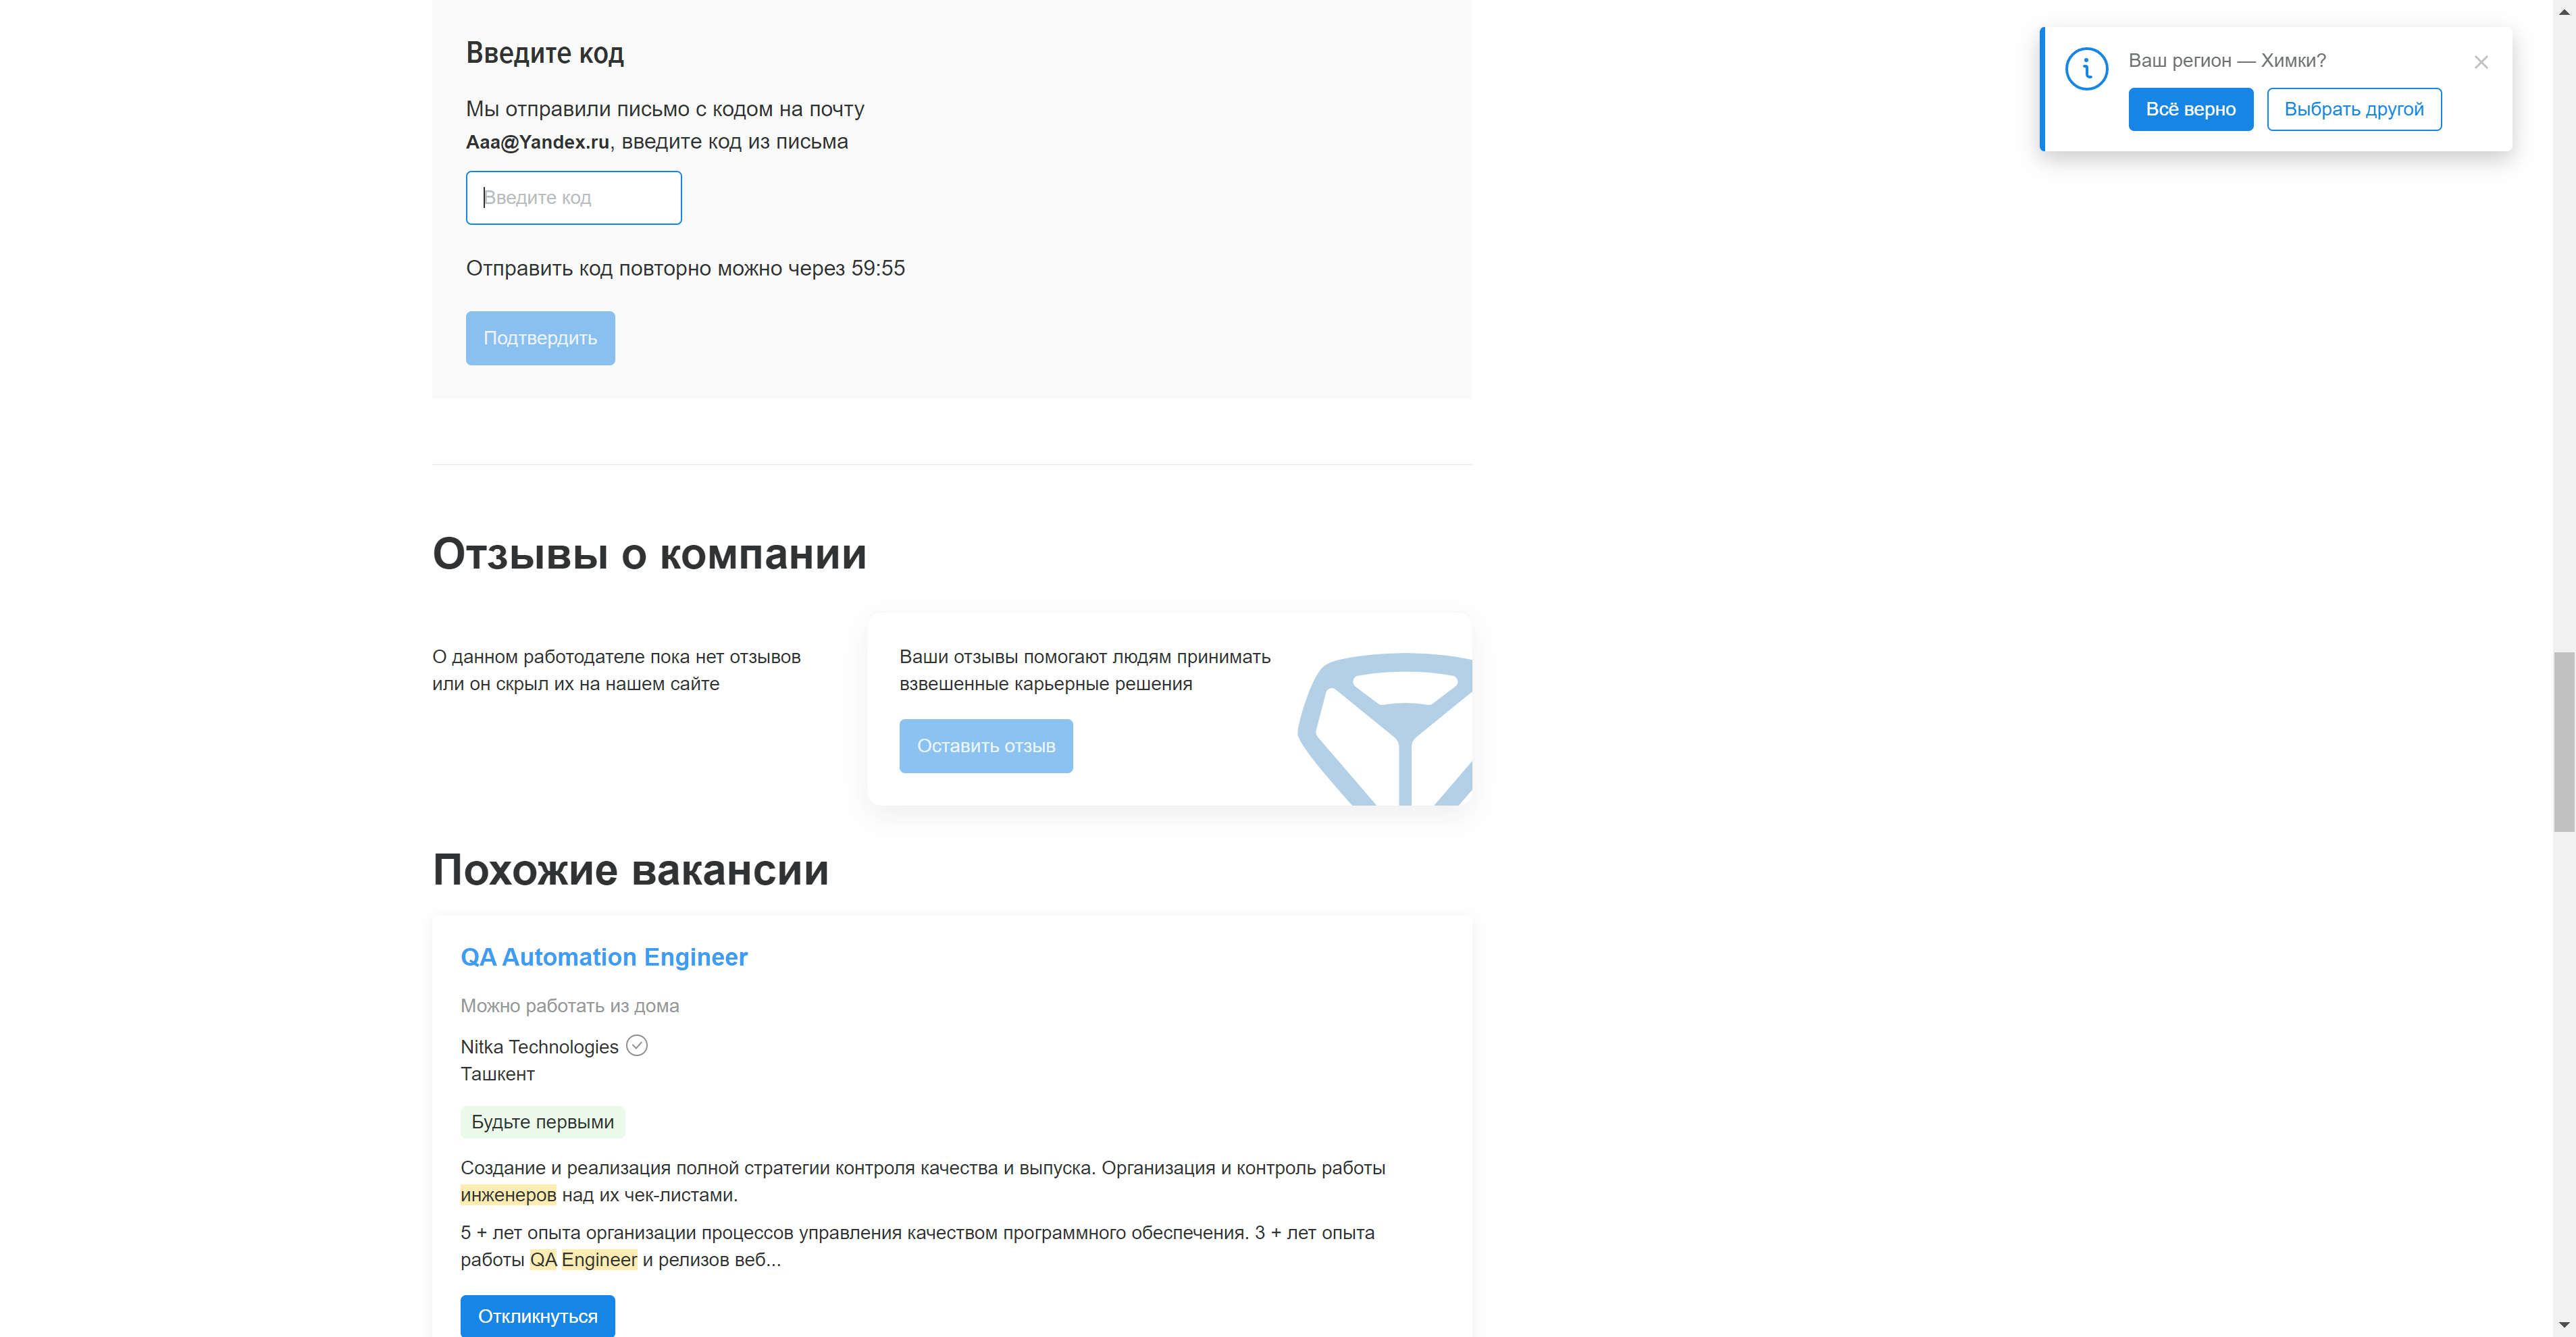 Введите код
Мы отправили письмо с кодом на почту
Aaa@Yandex.ru, введите код из письма
Введите код
Отправить код повторно можно через 59:55
Подтвердить
Ваш регион — Химки?
Всё верно
Выбрать другой
Отзывы о компании
О данном работодателе пока нет отзывов
или он скрыл их на нашем сайте
Ваши отзывы помогают людям принимать
взвешенные карьерные решения
Оставить отзыв
Похожие вакансии
QA Automation Engineer
Можно работать из дома
Nitka Technologies
Ташкент
Будьте первыми
Создание и реализация полной стратегии контроля качества и выпуска. Организация и контроль работы
инженеров над их чек-листами.
5 + лет опыта организации процессов управления качеством программного обеспечения. 3 + лет опыта
работы QA Engineer и релизов веб...
Откликнуться